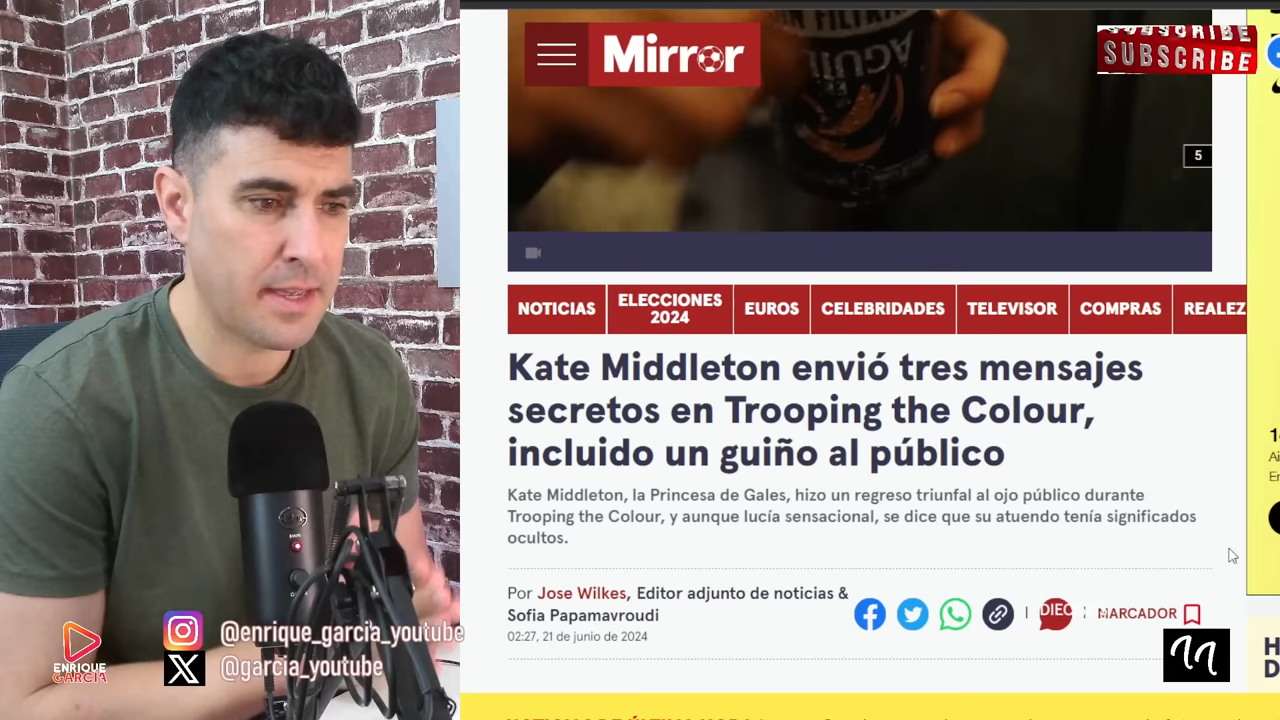 Mirror
SUBSCRIBE
SUBSCRIBE
5
NOTICIAS
ELECCIONES
2024
EUROS
CELEBRIDADES
TELEVISOR
COMPRAS
REALEZ
Kate Middleton envió tres mensajes
secretos en Trooping the Colour,
incluido un guiño al público
Kate Middleton, la Princesa de Gales, hizo un regreso triunfal al ojo público durante
Trooping the Colour, y aunque lucía sensacional, se dice que su atuendo tenía significados
ocultos.
Por Jose Wilkes, Editor adjunto de noticias &
Sofia Papamavroudi
02:27, 21 de junio de 2024
DIEC
MARCADOR
@enrique_garcia_youtube
@garcia_youtube
ENRIQUE
GARCIA